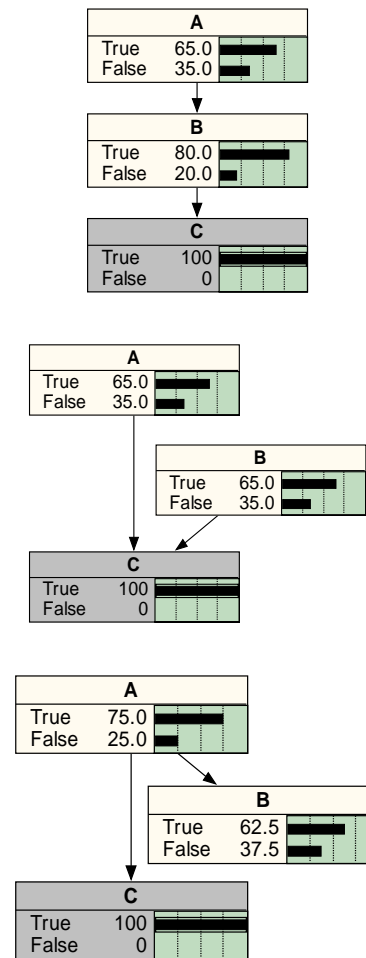 A
True 65.0
False 35.0
B
True 80.0
False 20.0
C
True 100
False 0
A
True 65.0
False 35.0
B
True 65.0
False 35.0
C
True 100
False 0
A
True 75.0
False 25.0
B
True 62.5
False 37.5
C
True 100
False 0